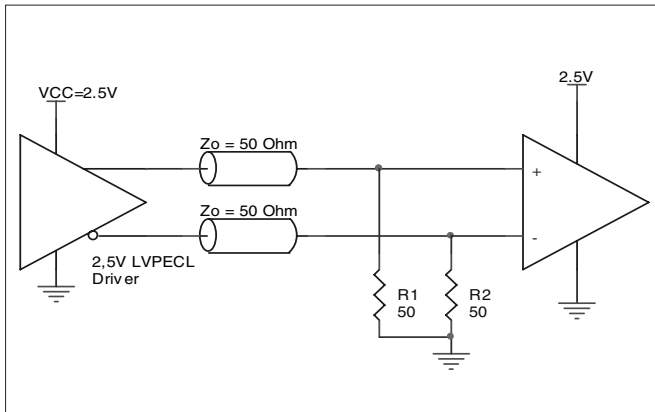 VCC=2.5V
2.5V
Zo = 50 Ohm
+
Zo = 50 Ohm
-
2,5V LVPECL
Driver
R1
50
R2
50